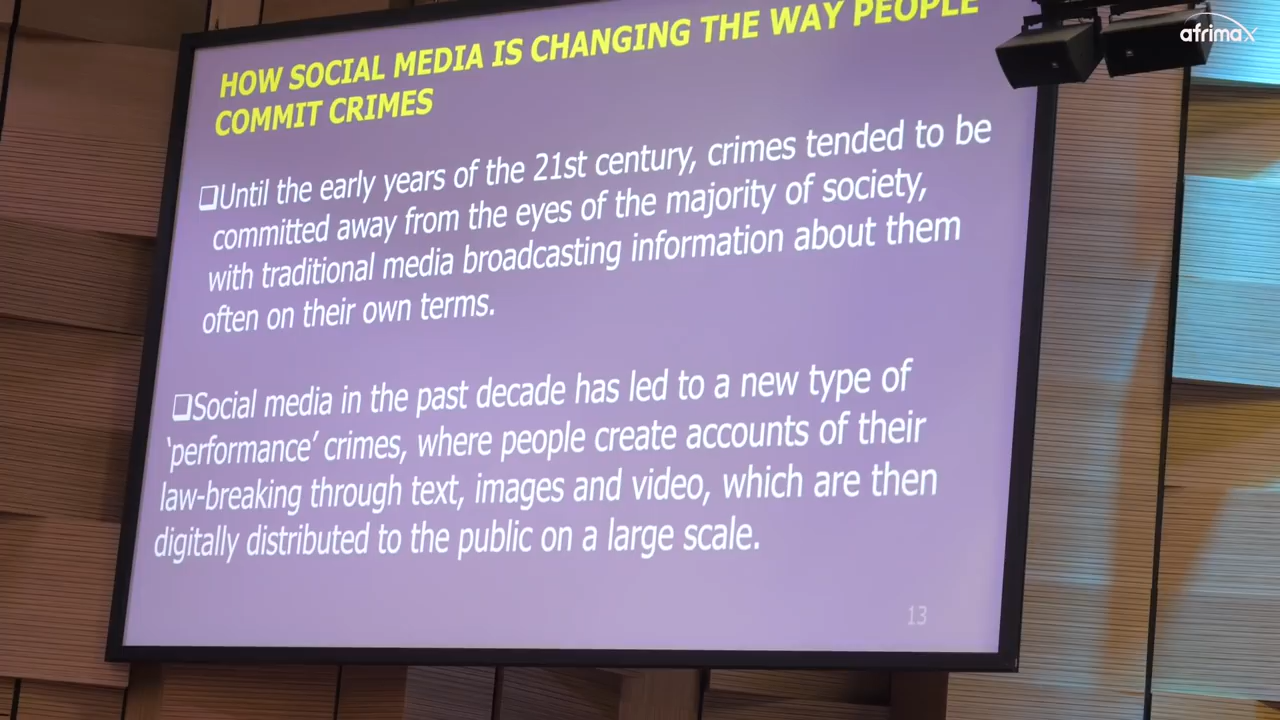 afrimax
HOW SOCIAL MEDIA IS CHANGING THE WAY PEOPLE
COMMIT CRIMES
❑Until the early years of the 21st century, crimes tended to be
committed away from the eyes of the majority of society,
with traditional media broadcasting information about them
often on their own terms.
❑Social media in the past decade has led to a new type of
‘performance’ crimes, where people create accounts of their
law-breaking through text, images and video, which are then
digitally distributed to the public on a large scale.
13